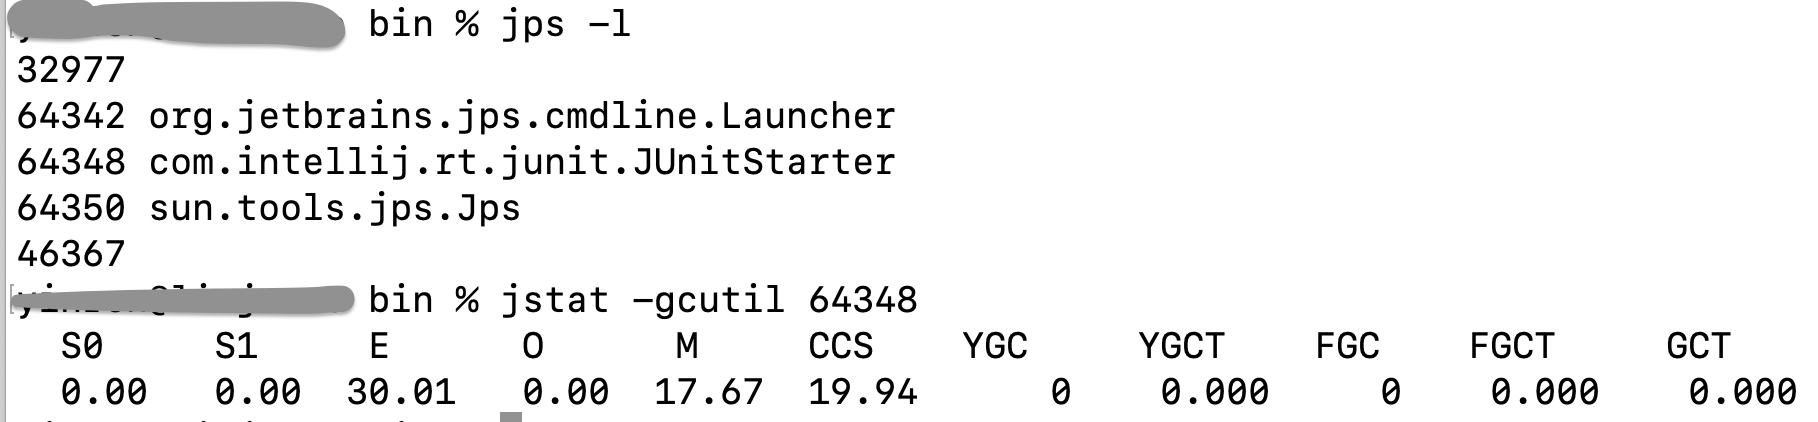 bin % jps -l
32977
64342 org.jetbrains.jps.cmdline.Launcher
64348 com.intellij.rt.junit.JUnitStarter
64350 sun.tools.jps.Jps
46367
bin % jstat -gcutil 64348
S0 S1 E O M CCS YGC YGCT FGC FGCT GCT
0.00 0.00 30.01 0.00 17.67 19.94 0 0.000 0 0.000 0.000